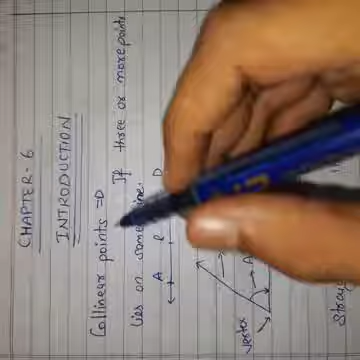 CHAPTER - 6
INTRODUCTION
Collinear points ⇒
If three or more points
lies on same line.
A l D
A
Vertex